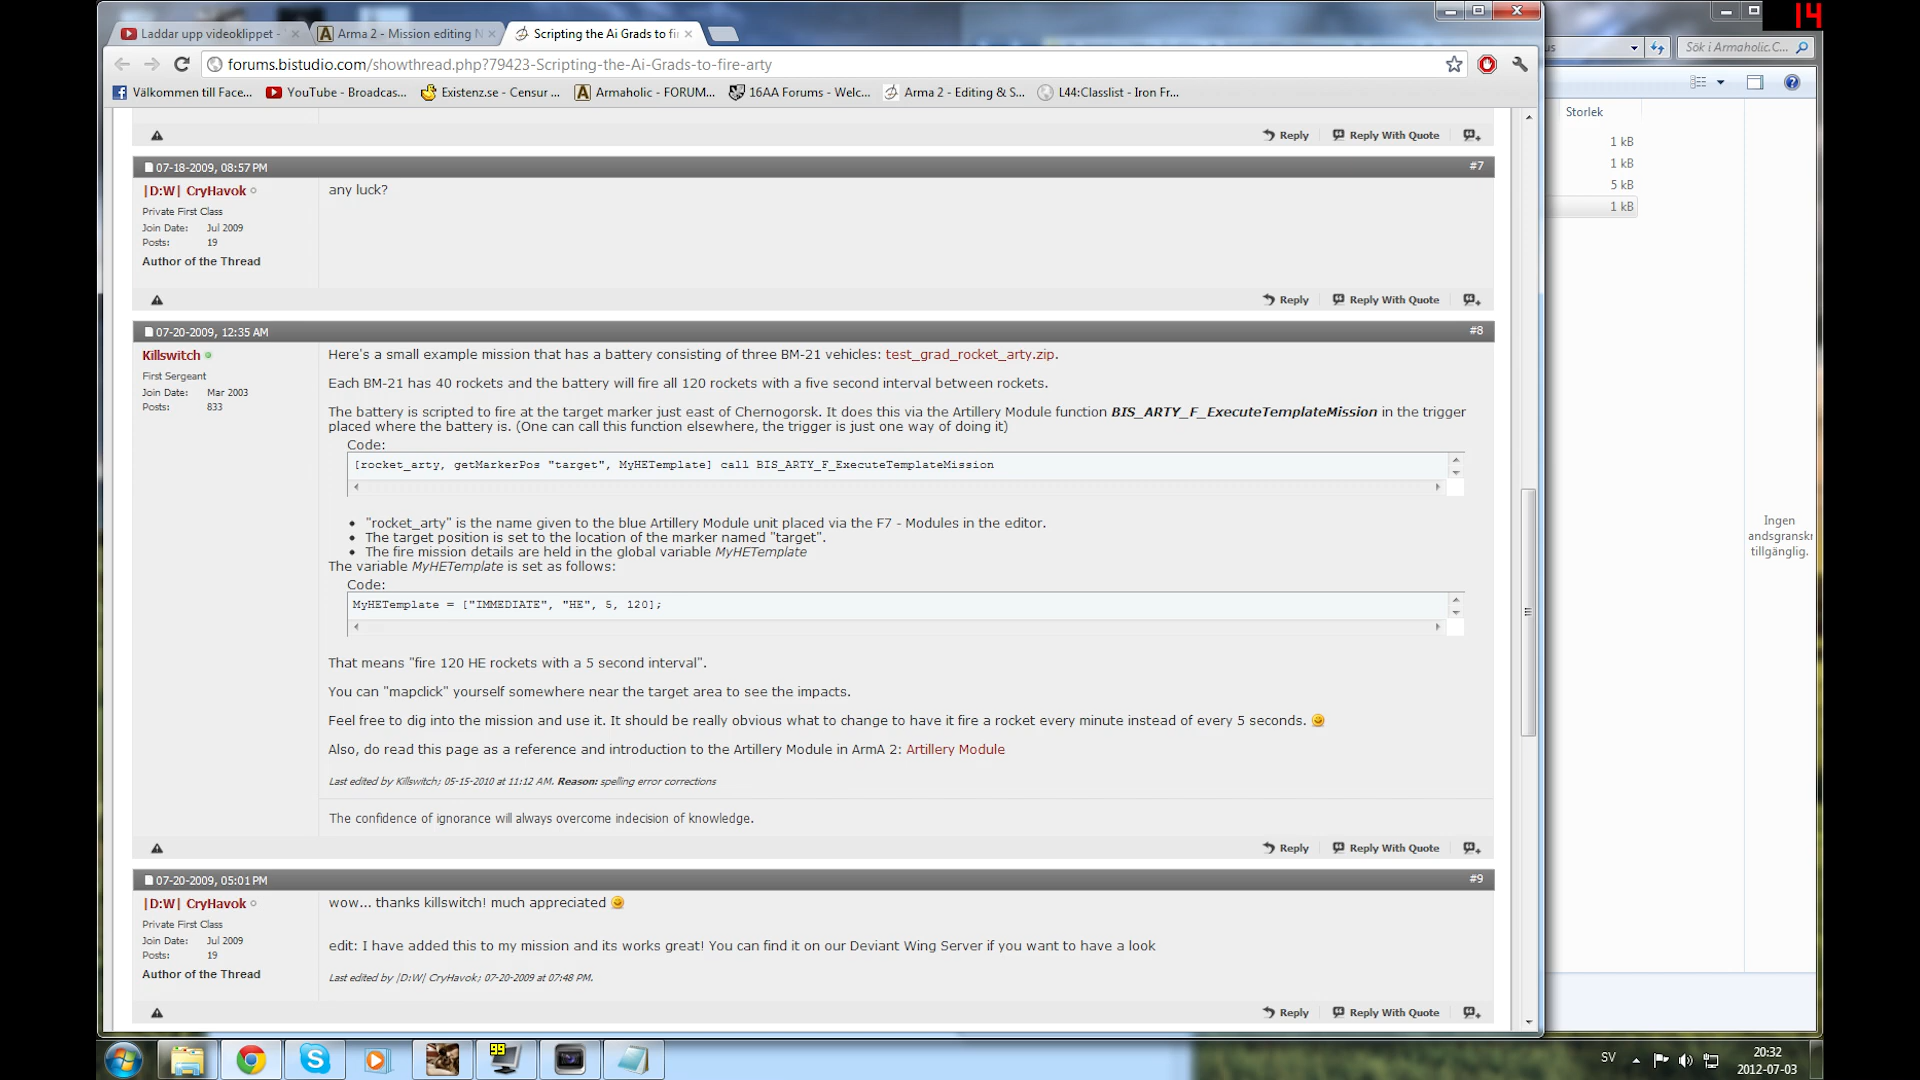 14
Laddar upp videoklippet -
Arma 2 - Mission editing N
Scripting the Ai Grads to fi
forums.bistudio.com/showthread.php?79423-Scripting-the-Ai-Grads-to-fire-arty
us
Sök i Armaholic.C...
Välkommen till Face...
YouTube - Broadcas...
Existenz.se - Censur ...
Armaholic - FORUM...
16AA Forums - Welc...
Arma 2 - Editing & S...
L44:Classlist - Iron Fr...
Storlek
1 kB
1 kB
5 kB
1 kB
Ingen
andsgranskn
tillgänglig.
Reply Reply With Quote
07-18-2009, 08:57 PM #7
|D:W| CryHavok
Private First Class
Join Date: Jul 2009
Posts: 19
Author of the Thread
any luck?
Reply Reply With Quote
07-20-2009, 12:35 AM #8
Killswitch
First Sergeant
Join Date: Mar 2003
Posts: 833
Here's a small example mission that has a battery consisting of three BM-21 vehicles: test_grad_rocket_arty.zip.
Each BM-21 has 40 rockets and the battery will fire all 120 rockets with a five second interval between rockets.
The battery is scripted to fire at the target marker just east of Chernogorsk. It does this via the Artillery Module function BIS_ARTY_F_ExecuteTemplateMission in the trigger
placed where the battery is. (One can call this function elsewhere, the trigger is just one way of doing it)
Code:
[rocket_arty, getMarkerPos "target", MyHETemplate] call BIS_ARTY_F_ExecuteTemplateMission
• "rocket_arty" is the name given to the blue Artillery Module unit placed via the F7 - Modules in the editor.
• The target position is set to the location of the marker named "target".
• The fire mission details are held in the global variable MyHETemplate
The variable MyHETemplate is set as follows:
Code:
MyHETemplate = ["IMMEDIATE", "HE", 5, 120];
That means "fire 120 HE rockets with a 5 second interval".
You can "mapclick" yourself somewhere near the target area to see the impacts.
Feel free to dig into the mission and use it. It should be really obvious what to change to have it fire a rocket every minute instead of every 5 seconds.
Also, do read this page as a reference and introduction to the Artillery Module in ArmA 2: Artillery Module
Last edited by Killswitch; 05-15-2010 at 11:12 AM. Reason: spelling error corrections
The confidence of ignorance will always overcome indecision of knowledge.
Reply Reply With Quote
07-20-2009, 05:01 PM #9
|D:W| CryHavok
Private First Class
Join Date: Jul 2009
Posts: 19
Author of the Thread
wow... thanks killswitch! much appreciated
edit: I have added this to my mission and its works great! You can find it on our Deviant Wing Server if you want to have a look
Last edited by |D:W| CryHavok; 07-20-2009 at 07:48 PM.
Reply Reply With Quote
99
SV
20:32
2012-07-03